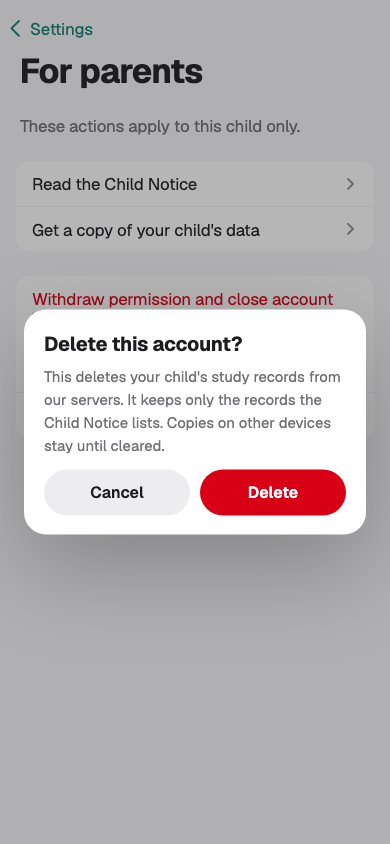 Settings
For parents
These actions apply to this child only.
Read the Child Notice
Get a copy of your child's data
Withdraw permission and close account
Delete this account?
This deletes your child's study records from
our servers. It keeps only the records the
Child Notice lists. Copies on other devices
stay until cleared.
Cancel
Delete